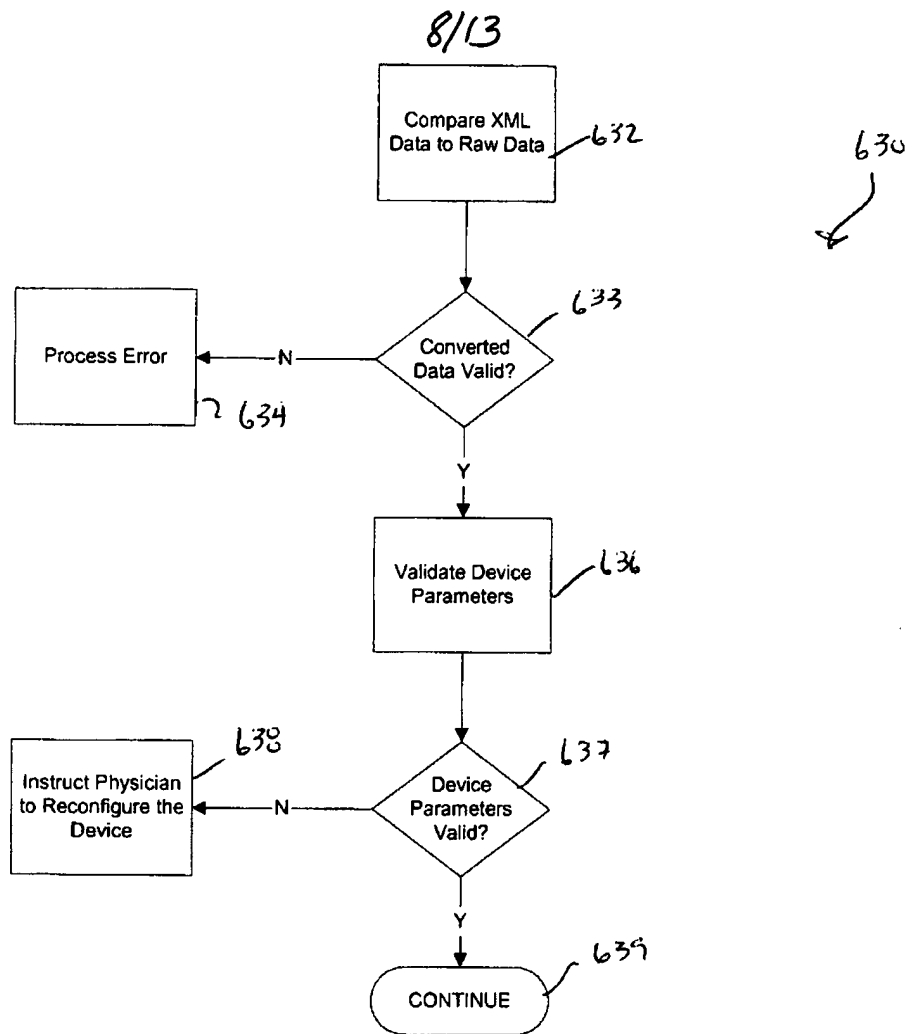 8/13
Compare XML
Data to Raw Data
632
630
633
Converted
Data Valid?
N
Process Error
634
Y
Validate Device
Parameters
636
638
Instruct Physician
to Reconfigure the
Device
N
637
Device
Parameters
Valid?
Y
CONTINUE
639